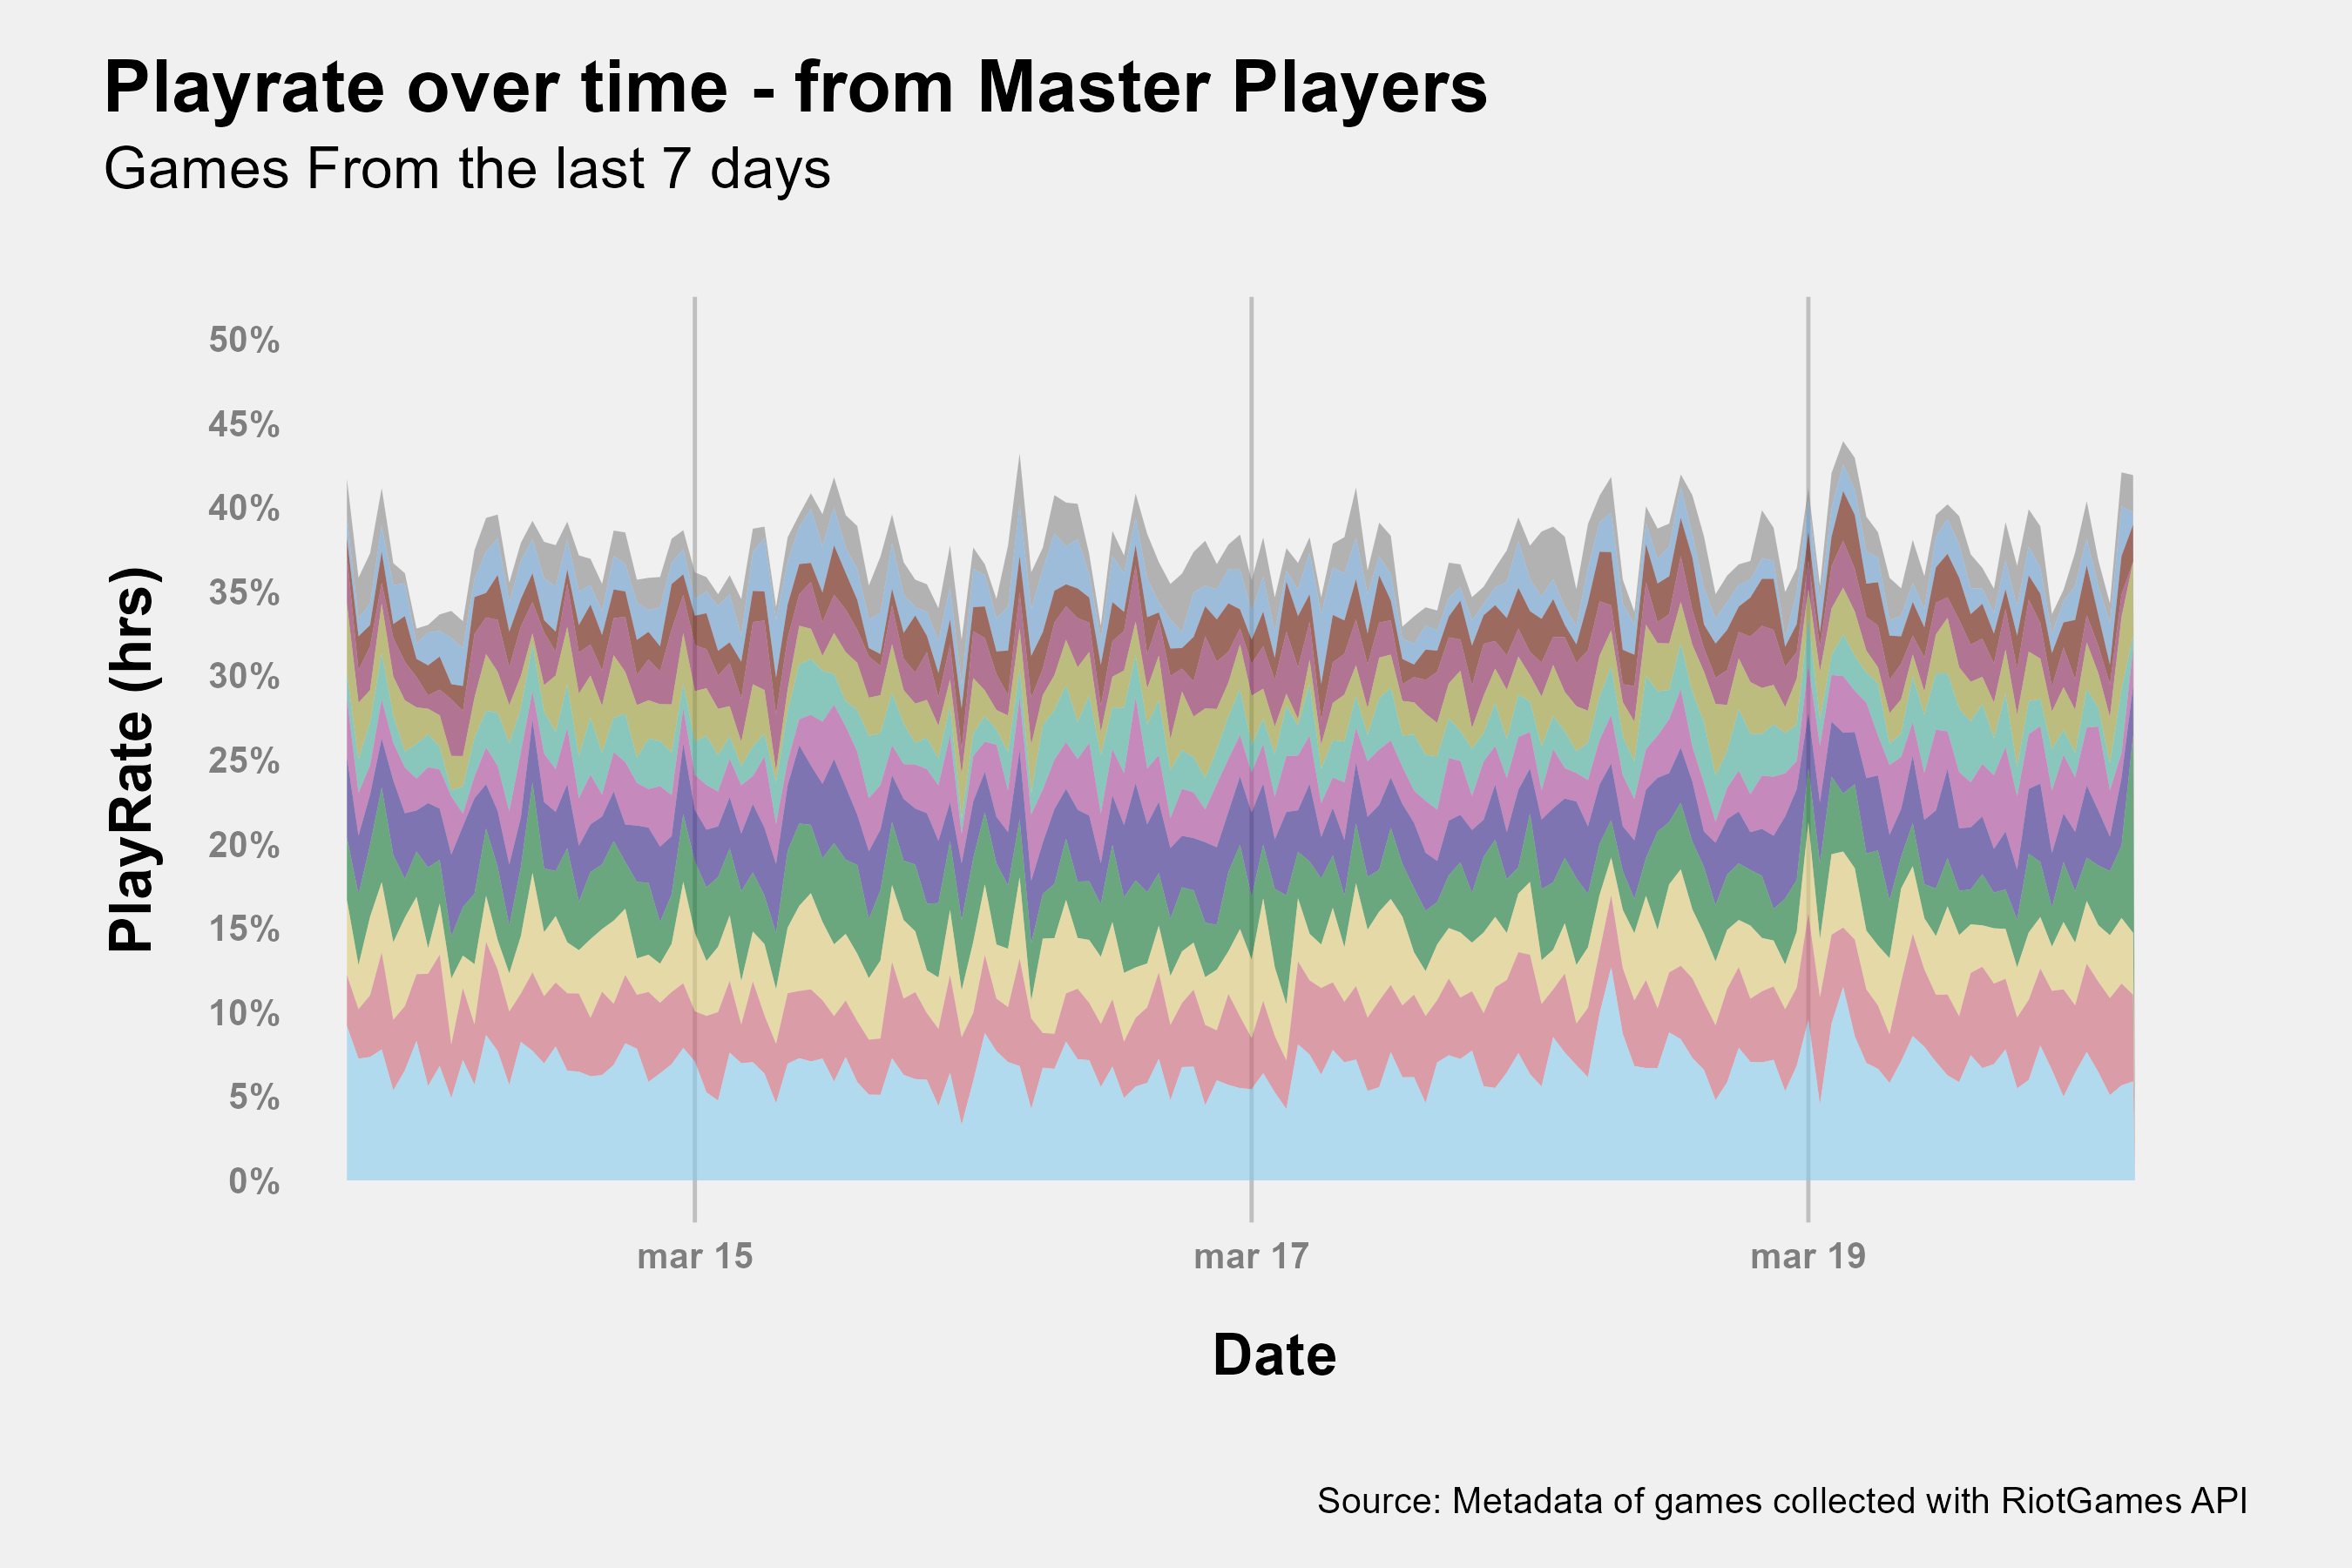 Playrate over time - from Master Players
Games From the last 7 days
50%
45%
40%
35%
30%
25%
20%
15%
10%
5%
0%
PlayRate (hrs)
mar 15
mar 17
mar 19
Date
Source: Metadata of games collected with RiotGames API